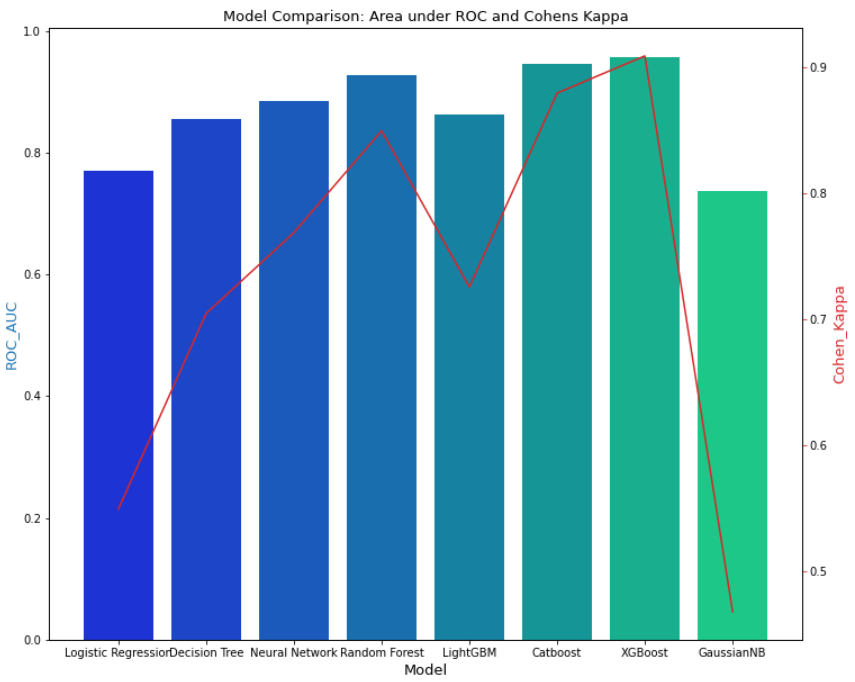 Model Comparison: Area under ROC and Cohens Kappa
1.0
0.8
0.6
0.4
0.2
0.0
ROC_AUC
0.9
0.8
0.7
0.6
0.5
Cohen_Kappa
Logistic Regression Decision Tree Neural Network Random Forest LightGBM Catboost XGBoost GaussianNB
Model